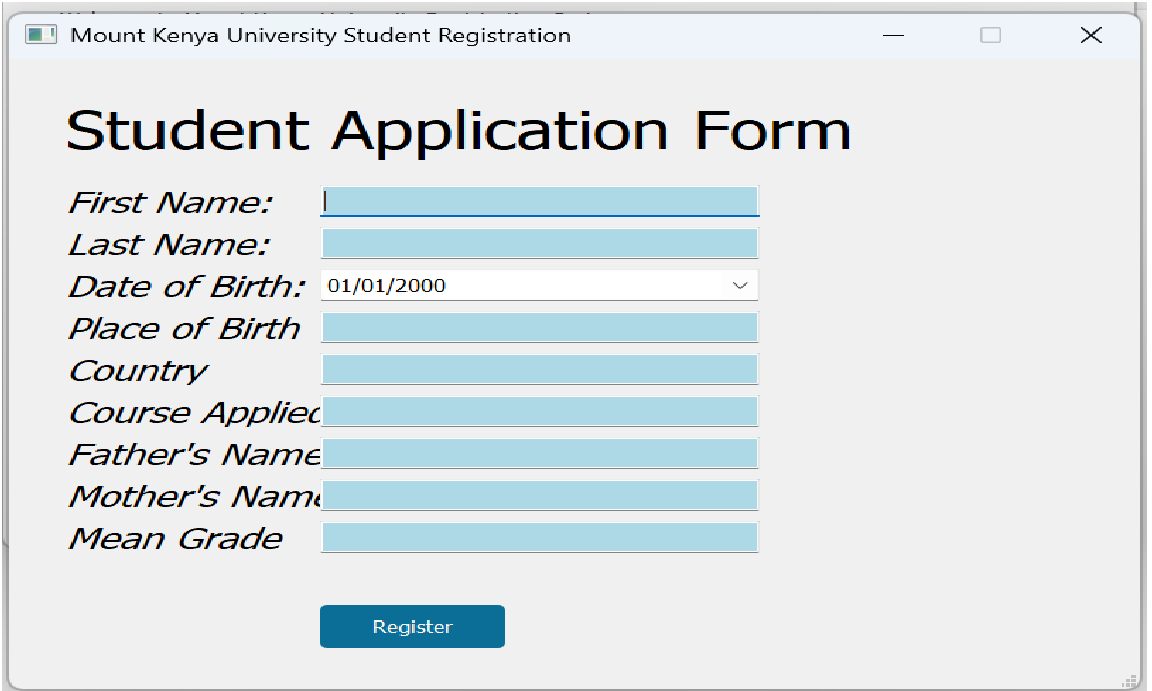 Mount Kenya University Student Registration
Student Application Form
First Name:
Last Name:
Date of Birth: 01/01/2000
Place of Birth
Country
Course Applied
Father's Name
Mother's Name
Mean Grade
Register